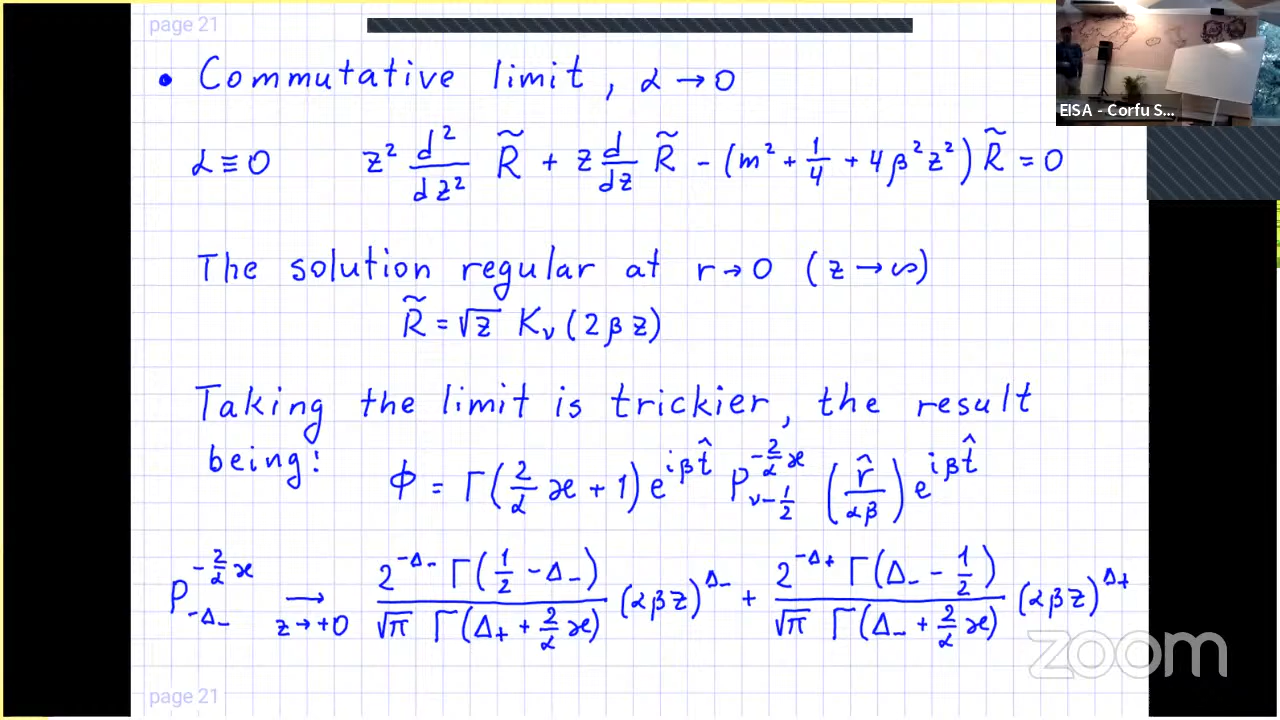 page 21
• Commutative limit, α → 0
α ≡ 0 z² d²/dz² R̃ + z d/dz R̃ − (m² + 1/4 + 4β²z²) R̃ = 0
The solution regular at r → 0 (z → ∞)
R̃ = √z K_ν (2βz)
Taking the limit is trickier, the result
being:
ϕ = Γ(2/α ϰ + 1) e^{iβt̂} P_{ν−1/2}^{−2/α ϰ} (r̂/αβ) e^{iβt̂}
P_{−Δ₋}^{−2/α ϰ} →_{z→+0} 2^{−Δ₋} Γ(1/2 − Δ₋) / √π Γ(Δ₊ + 2/α ϰ) (αβz)^{Δ₋} + 2^{−Δ₊} Γ(Δ₋ − 1/2) / √π Γ(Δ₋ + 2/α ϰ) (αβz)^{Δ₊}
page 21
EISA - Corfu S...
zoom